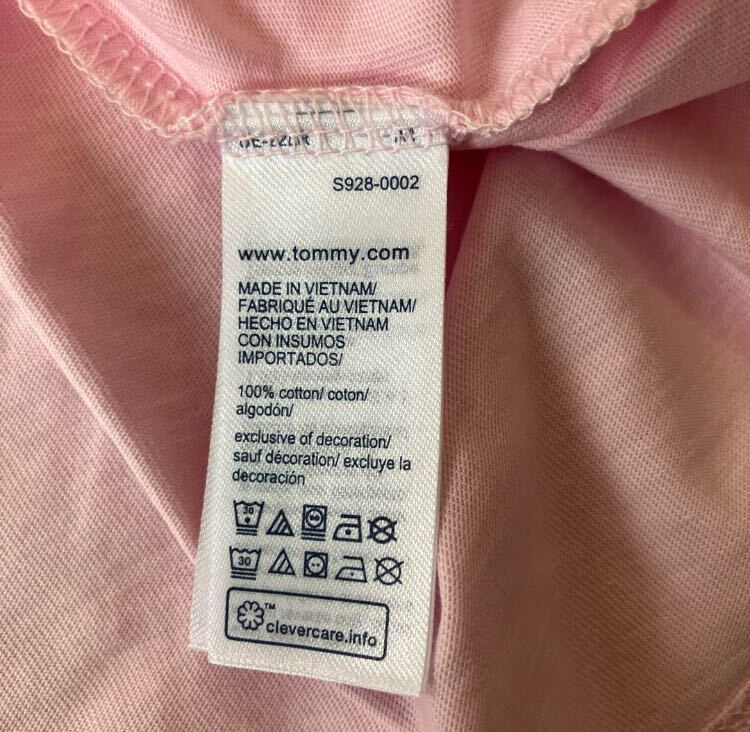 S928-0002
www.tommy.com
MADE IN VIETNAM/
FABRIQUÉ AU VIETNAM/
HECHO EN VIETNAM
CON INSUMOS
IMPORTADOS/
100% cotton/ coton/
algodón/
exclusive of decoration/
sauf décoration/ excluye la
decoración
30
30
™
clevercare.info